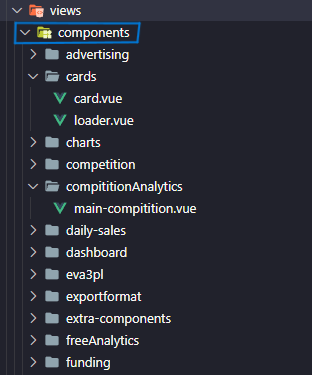 views
components
advertising
cards
card.vue
loader.vue
charts
competition
compititionAnalytics
main-compitition.vue
daily-sales
dashboard
eva3pl
exportformat
extra-components
freeAnalytics
funding